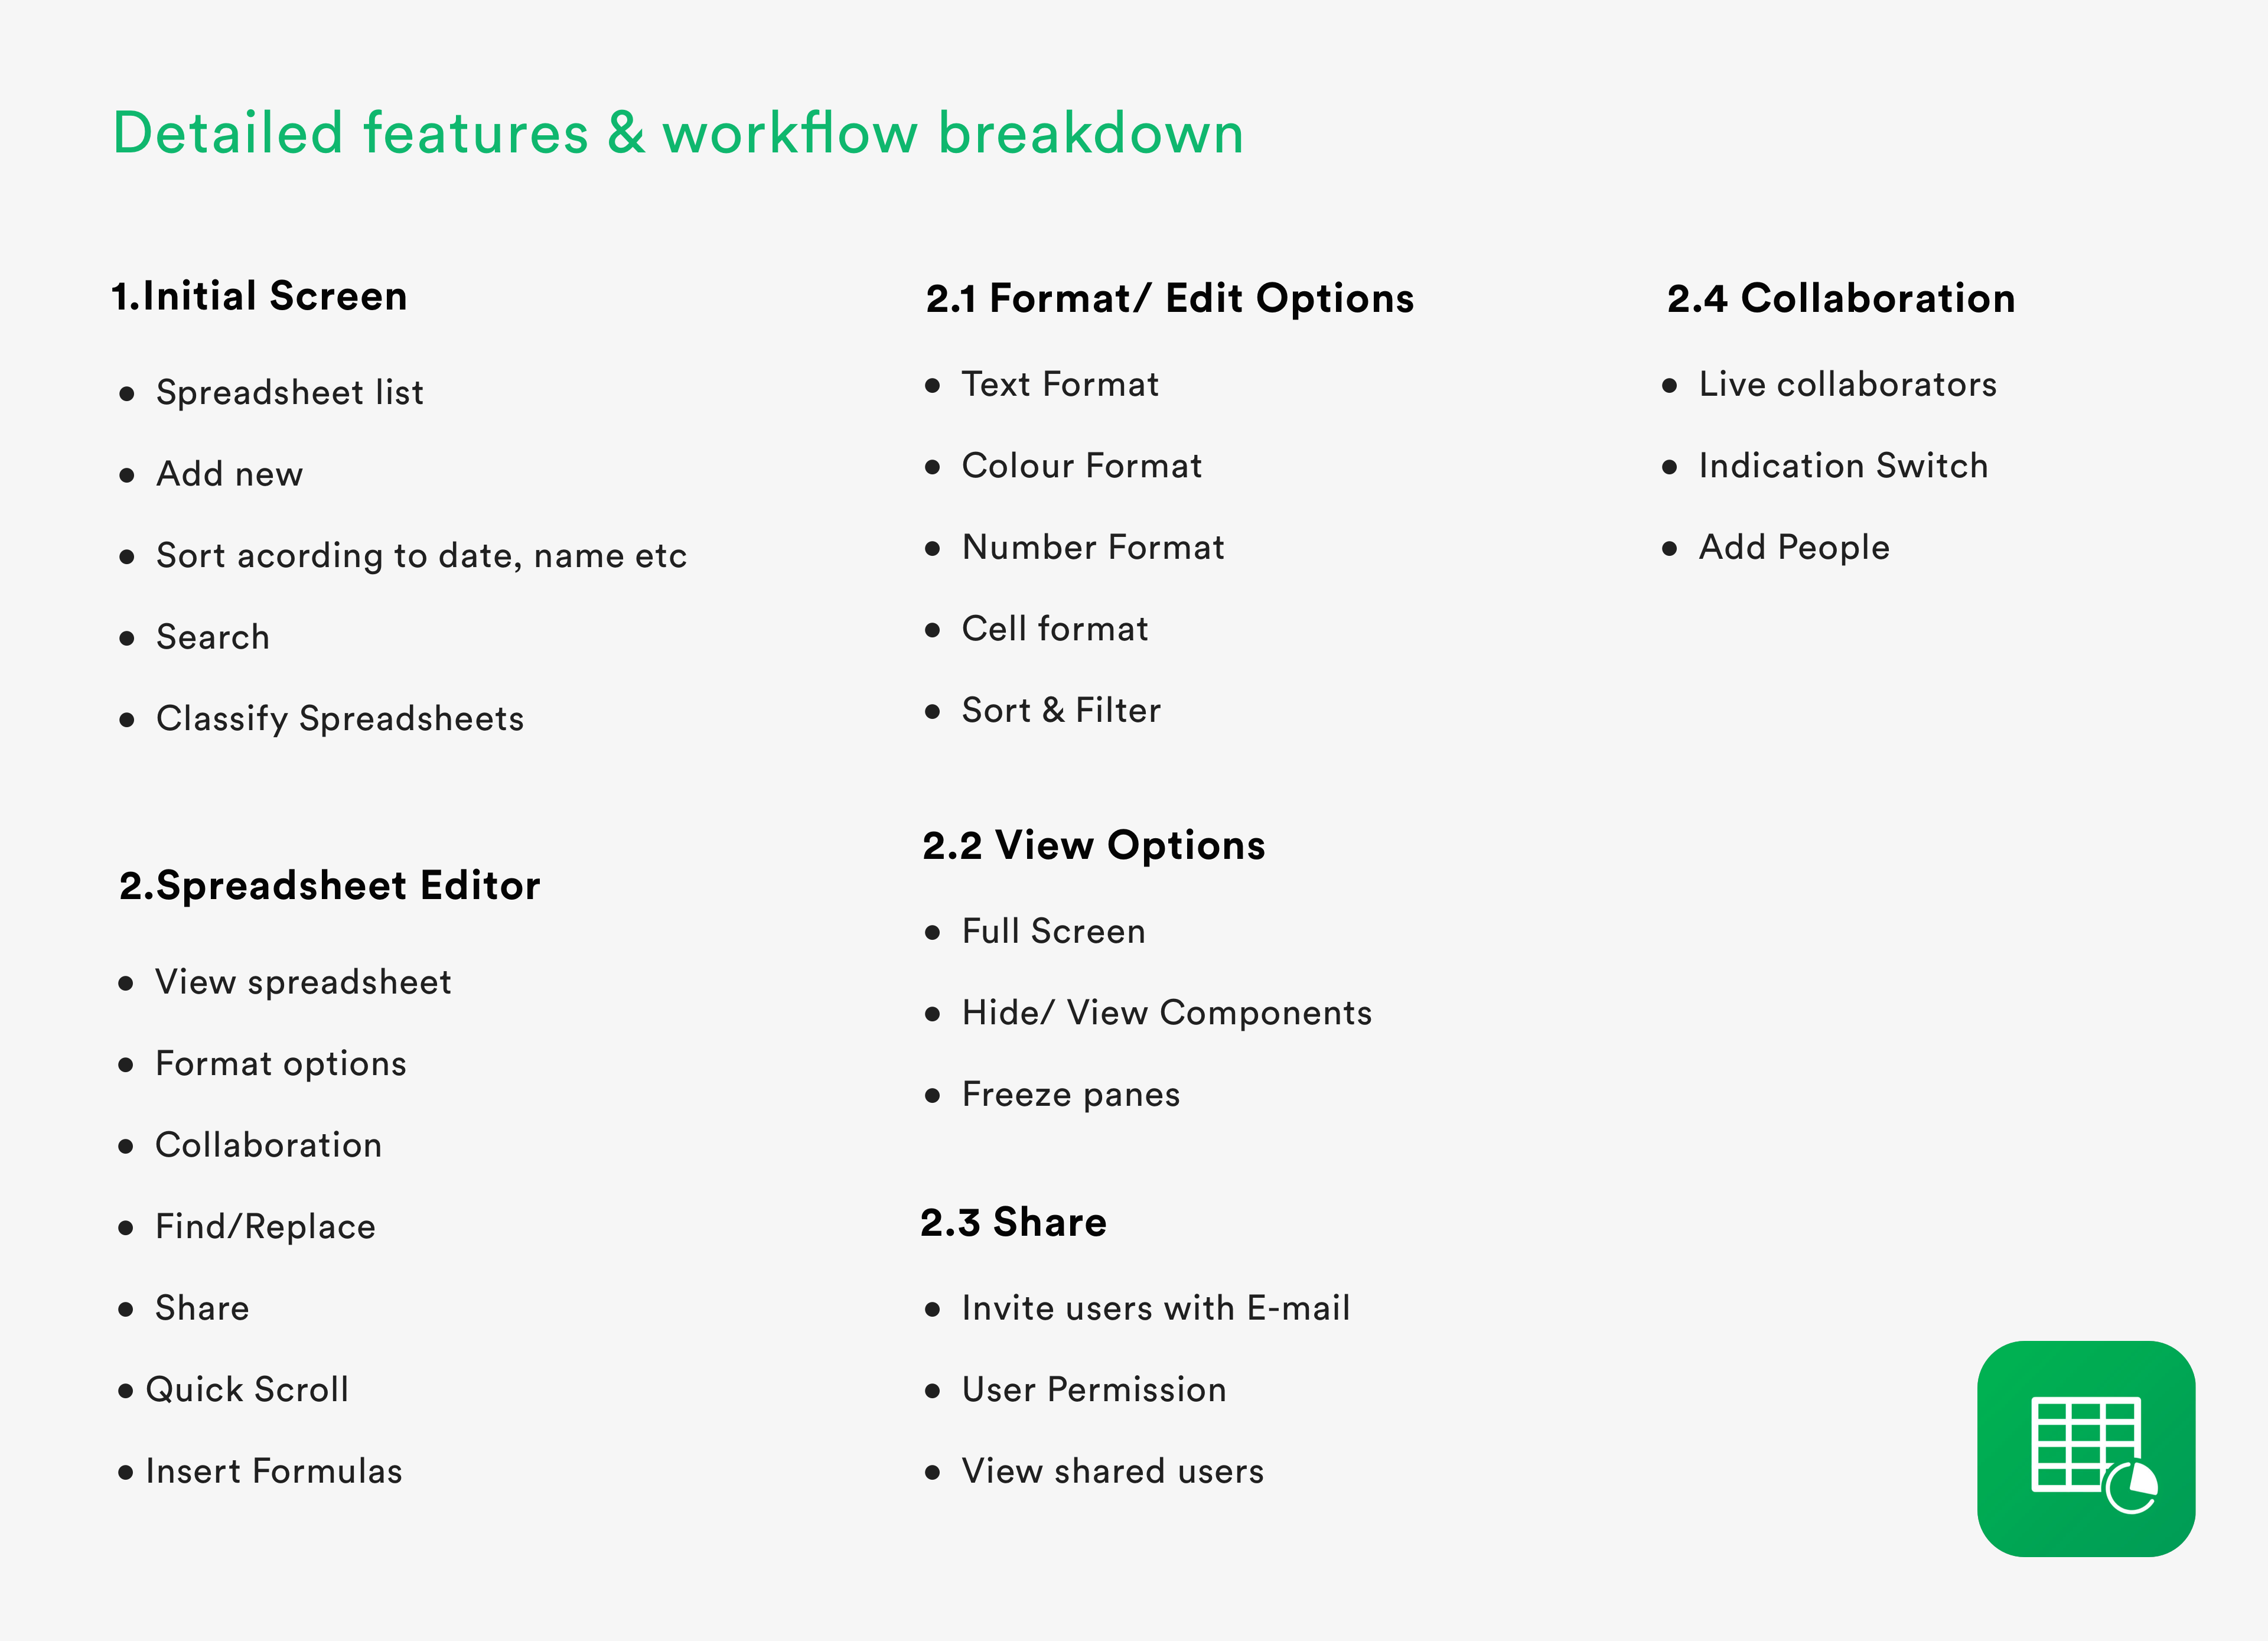 Detailed features & workflow breakdown
1.Initial Screen
● Spreadsheet list
● Add new
● Sort acording to date, name etc
● Search
● Classify Spreadsheets
2.Spreadsheet Editor
● View spreadsheet
● Format options
● Collaboration
● Find/Replace
● Share
● Quick Scroll
● Insert Formulas
2.1 Format/ Edit Options
● Text Format
● Colour Format
● Number Format
● Cell format
● Sort & Filter
2.2 View Options
● Full Screen
● Hide/ View Components
● Freeze panes
2.3 Share
● Invite users with E-mail
● User Permission
● View shared users
2.4 Collaboration
● Live collaborators
● Indication Switch
● Add People